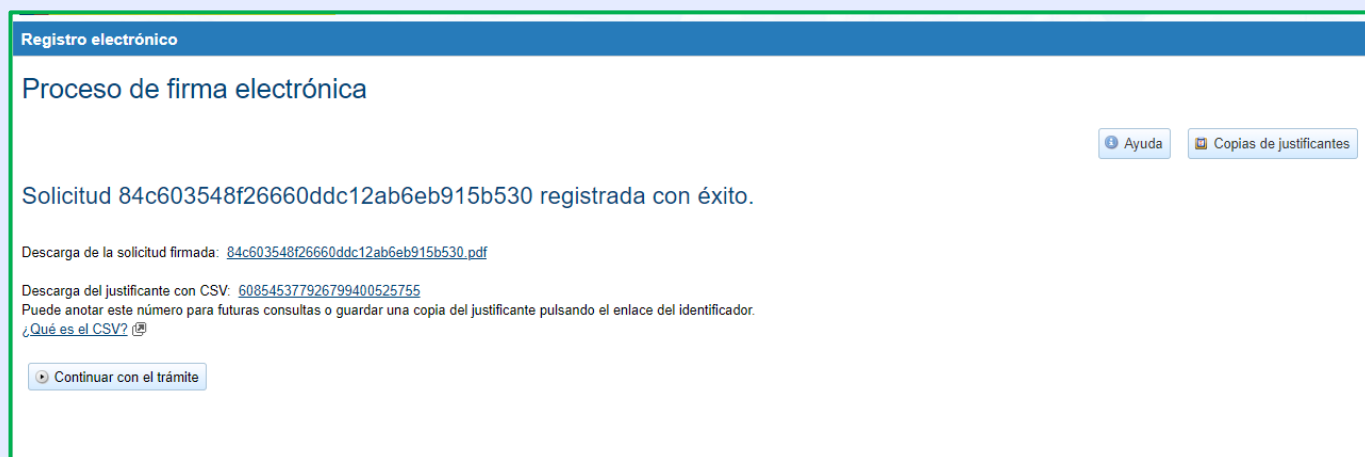 Registro electrónico
Proceso de firma electrónica
Ayuda
Copias de justificantes
Solicitud 84c603548f26660ddc12ab6eb915b530 registrada con éxito.
Descarga de la solicitud firmada: 84c603548f26660ddc12ab6eb915b530.pdf
Descarga del justificante con CSV: 608545377926799400525755
Puede anotar este número para futuras consultas o guardar una copia del justificante pulsando el enlace del identificador.
¿Qué es el CSV?
Continuar con el trámite